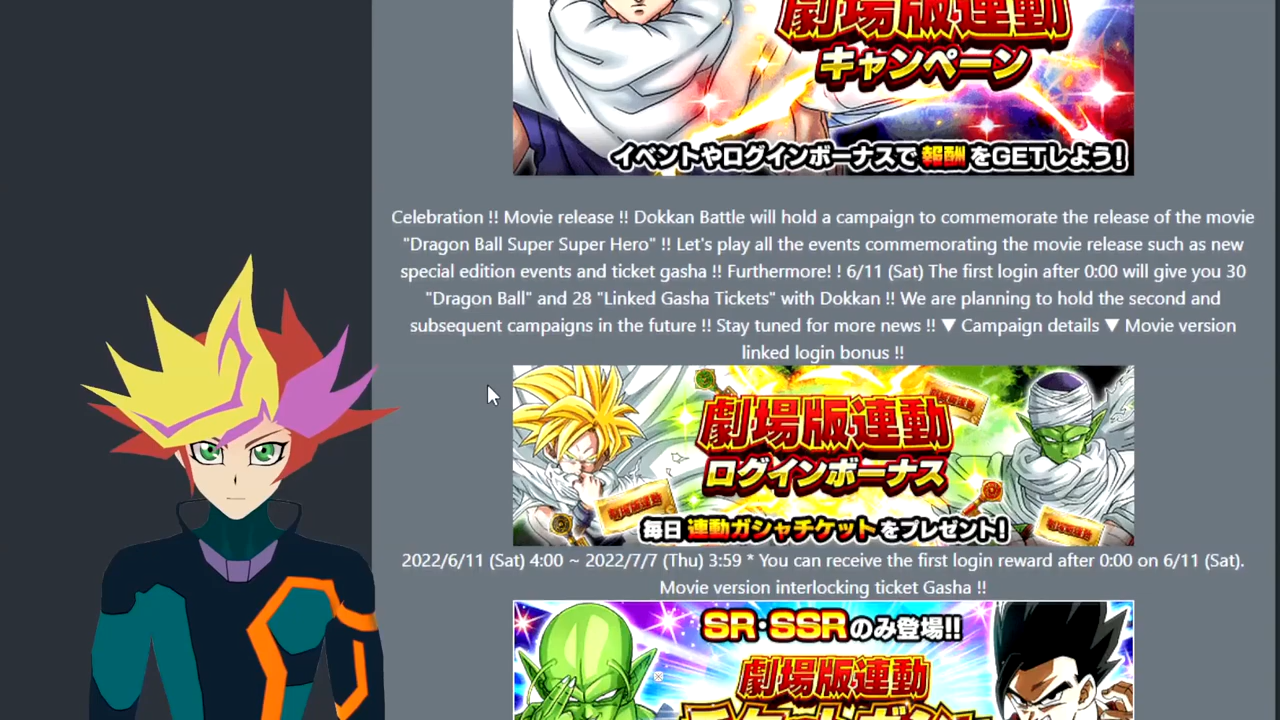 劇場版連動
キャンペーン
イベントやログインボーナスで報酬をGETしよう!
Celebration !! Movie release !! Dokkan Battle will hold a campaign to commemorate the release of the movie
"Dragon Ball Super Super Hero" !! Let's play all the events commemorating the movie release such as new
special edition events and ticket gasha !! Furthermore! ! 6/11 (Sat) The first login after 0:00 will give you 30
"Dragon Ball" and 28 "Linked Gasha Tickets" with Dokkan !! We are planning to hold the second and
subsequent campaigns in the future !! Stay tuned for more news !! ▼ Campaign details ▼ Movie version
linked login bonus !!
劇場版連動
ログインボーナス
毎日 連動ガシャチケットをプレゼント!
2022/6/11 (Sat) 4:00 ~ 2022/7/7 (Thu) 3:59 * You can receive the first login reward after 0:00 on 6/11 (Sat).
Movie version interlocking ticket Gasha !!
SR・SSRのみ登場!!
劇場版連動